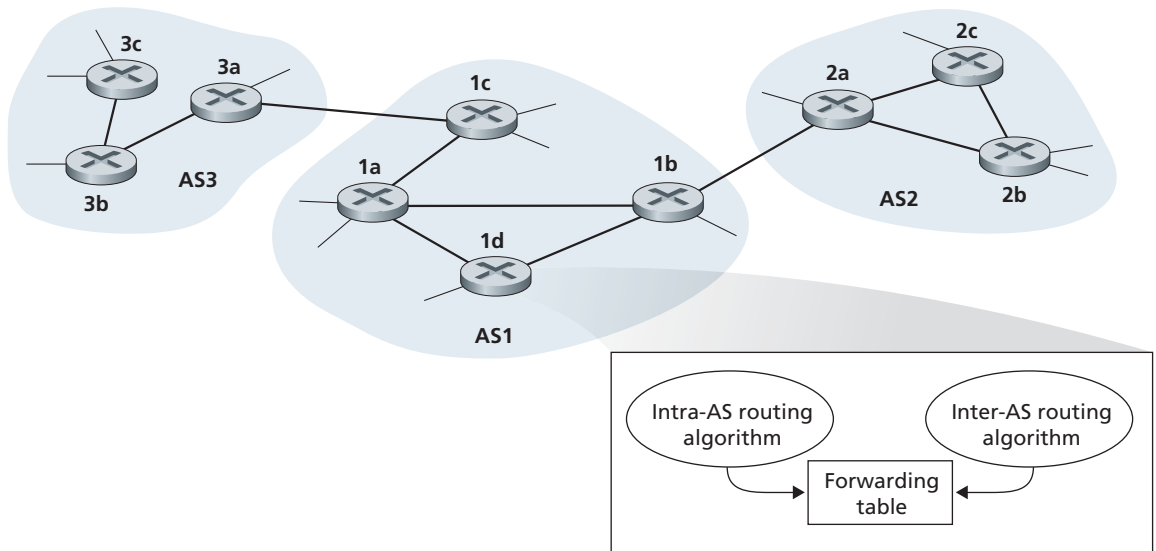 3c
3a
3b
AS3
1c
1a
1b
1d
AS1
2c
2a
2b
AS2
Intra-AS routing
algorithm
Inter-AS routing
algorithm
Forwarding
table